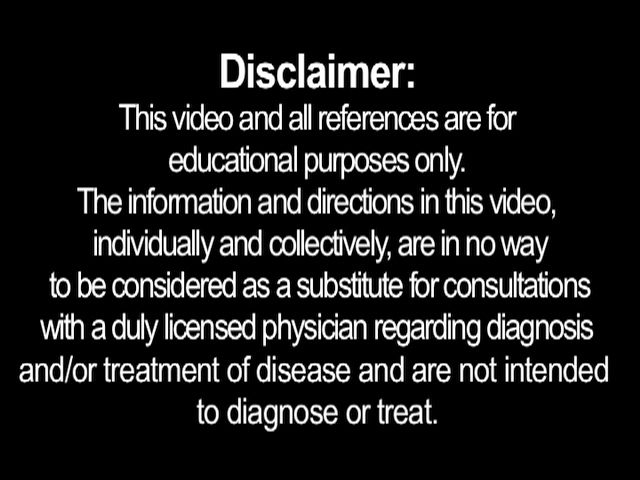 Disclaimer:
This video and all references are for
educational purposes only.
The information and directions in this video,
individually and collectively, are in no way
to be considered as a substitute for consultations
with a duly licensed physician regarding diagnosis
and/or treatment of disease and are not intended
to diagnose or treat.